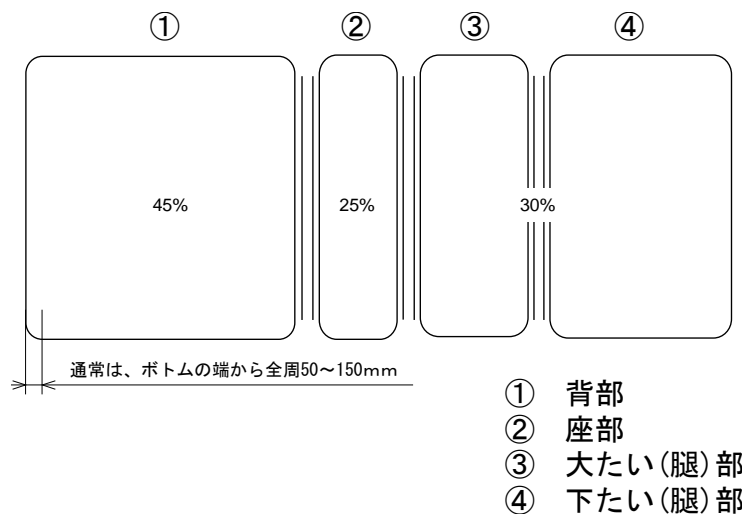 ① ② ③ ④
45% 25% 30%
通常は、ボトムの端から全周50～150mm
① 背部
② 座部
③ 大たい(腿)部
④ 下たい(腿)部